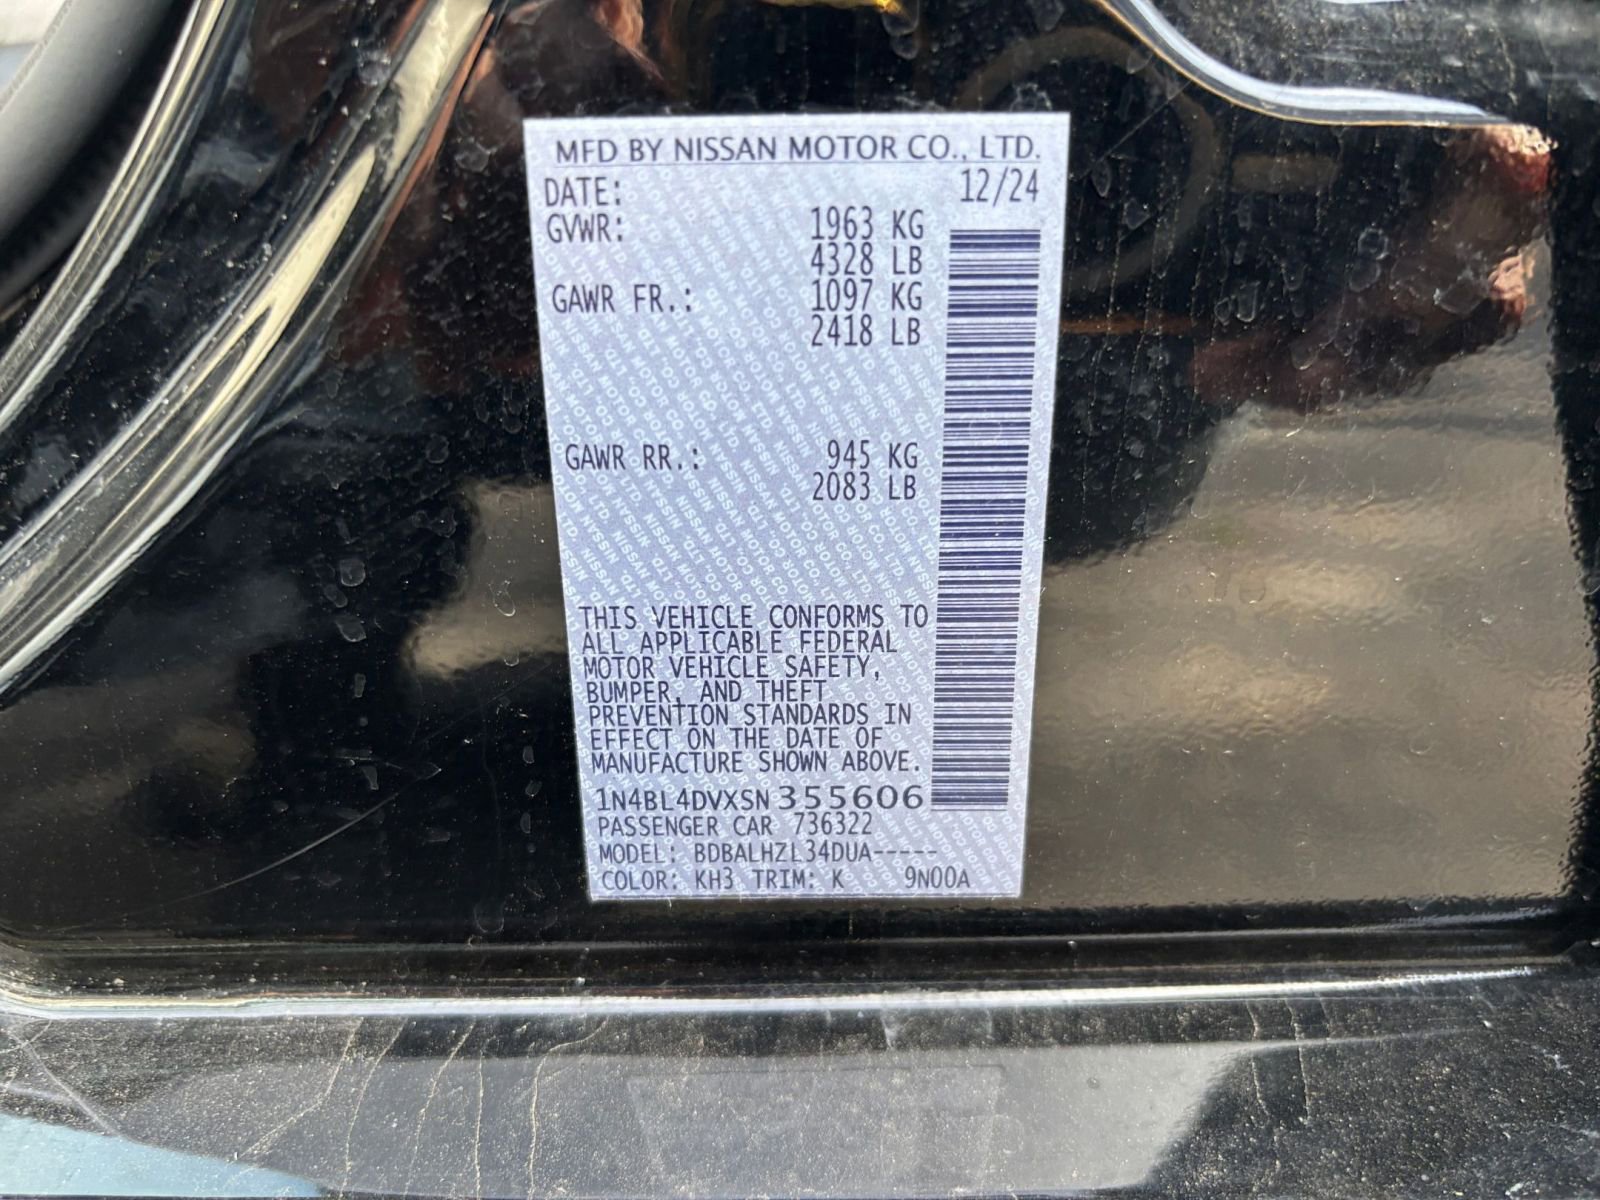 MFD BY NISSAN MOTOR CO., LTD.
DATE: 12/24
GVWR: 1963 KG
4328 LB
GAWR FR.: 1097 KG
2418 LB
GAWR RR.: 945 KG
2083 LB
THIS VEHICLE CONFORMS TO
ALL APPLICABLE FEDERAL
MOTOR VEHICLE SAFETY,
BUMPER, AND THEFT
PREVENTION STANDARDS IN
EFFECT ON THE DATE OF
MANUFACTURE SHOWN ABOVE.
1N4BL4DVXSN355606
PASSENGER CAR 736322
MODEL: BDBALHZL34DUA-----
COLOR: KH3 TRIM: K 9N00A